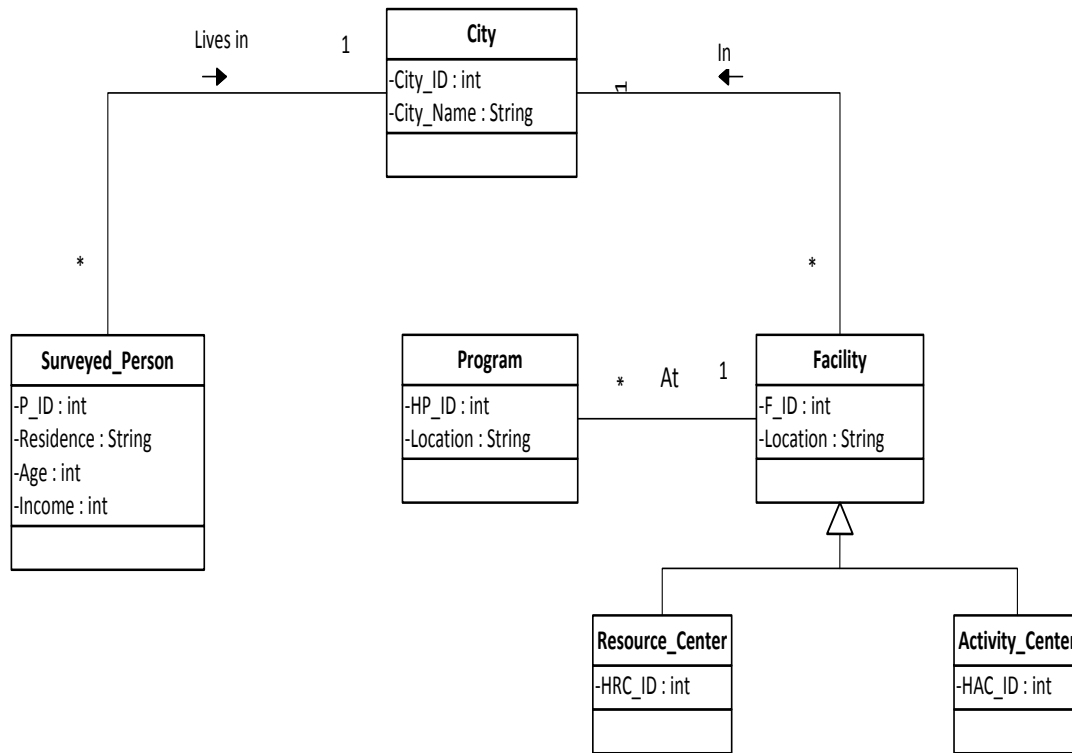 Lives in
1
City
-City_ID : int
-City_Name : String
1
In
*
*
Surveyed_Person
-P_ID : int
-Residence : String
-Age : int
-Income : int
Program
-HP_ID : int
-Location : String
*
At
1
Facility
-F_ID : int
-Location : String
Resource_Center
-HRC_ID : int
Activity_Center
-HAC_ID : int